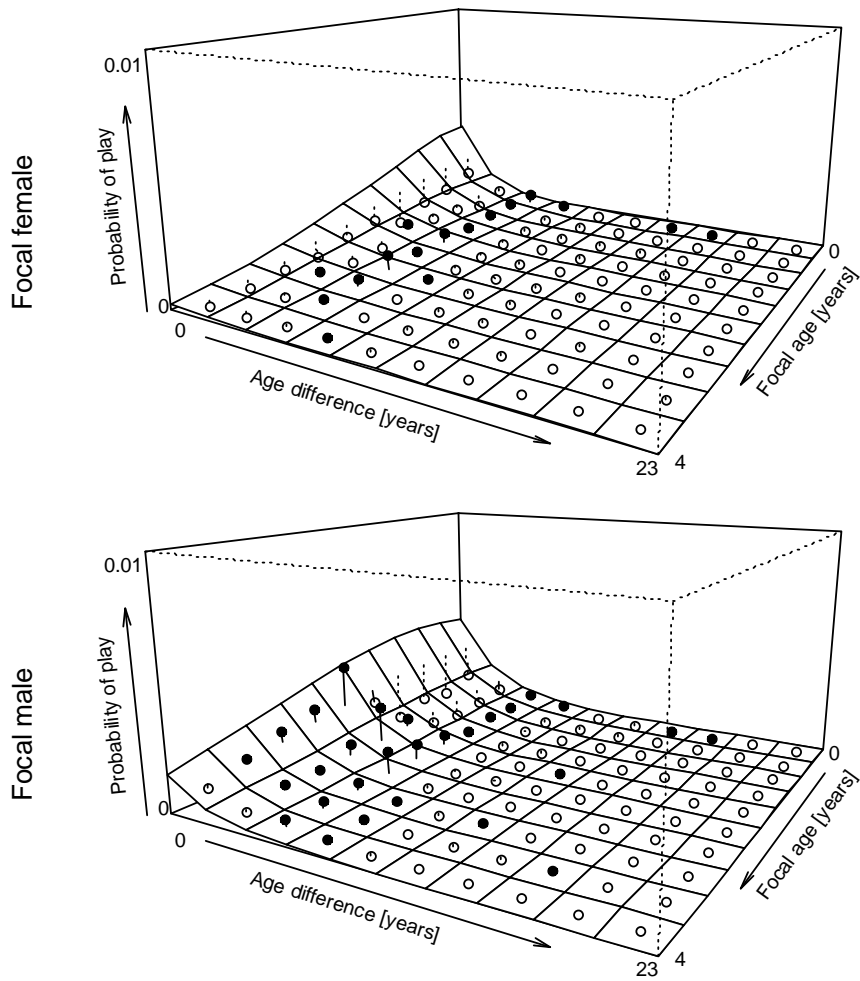 Focal female
0.01
Probability of play
0
0
Age difference [years]
23
4
Focal age [years]
0
Focal male
0.01
Probability of play
0
0
Age difference [years]
23
4
Focal age [years]
0